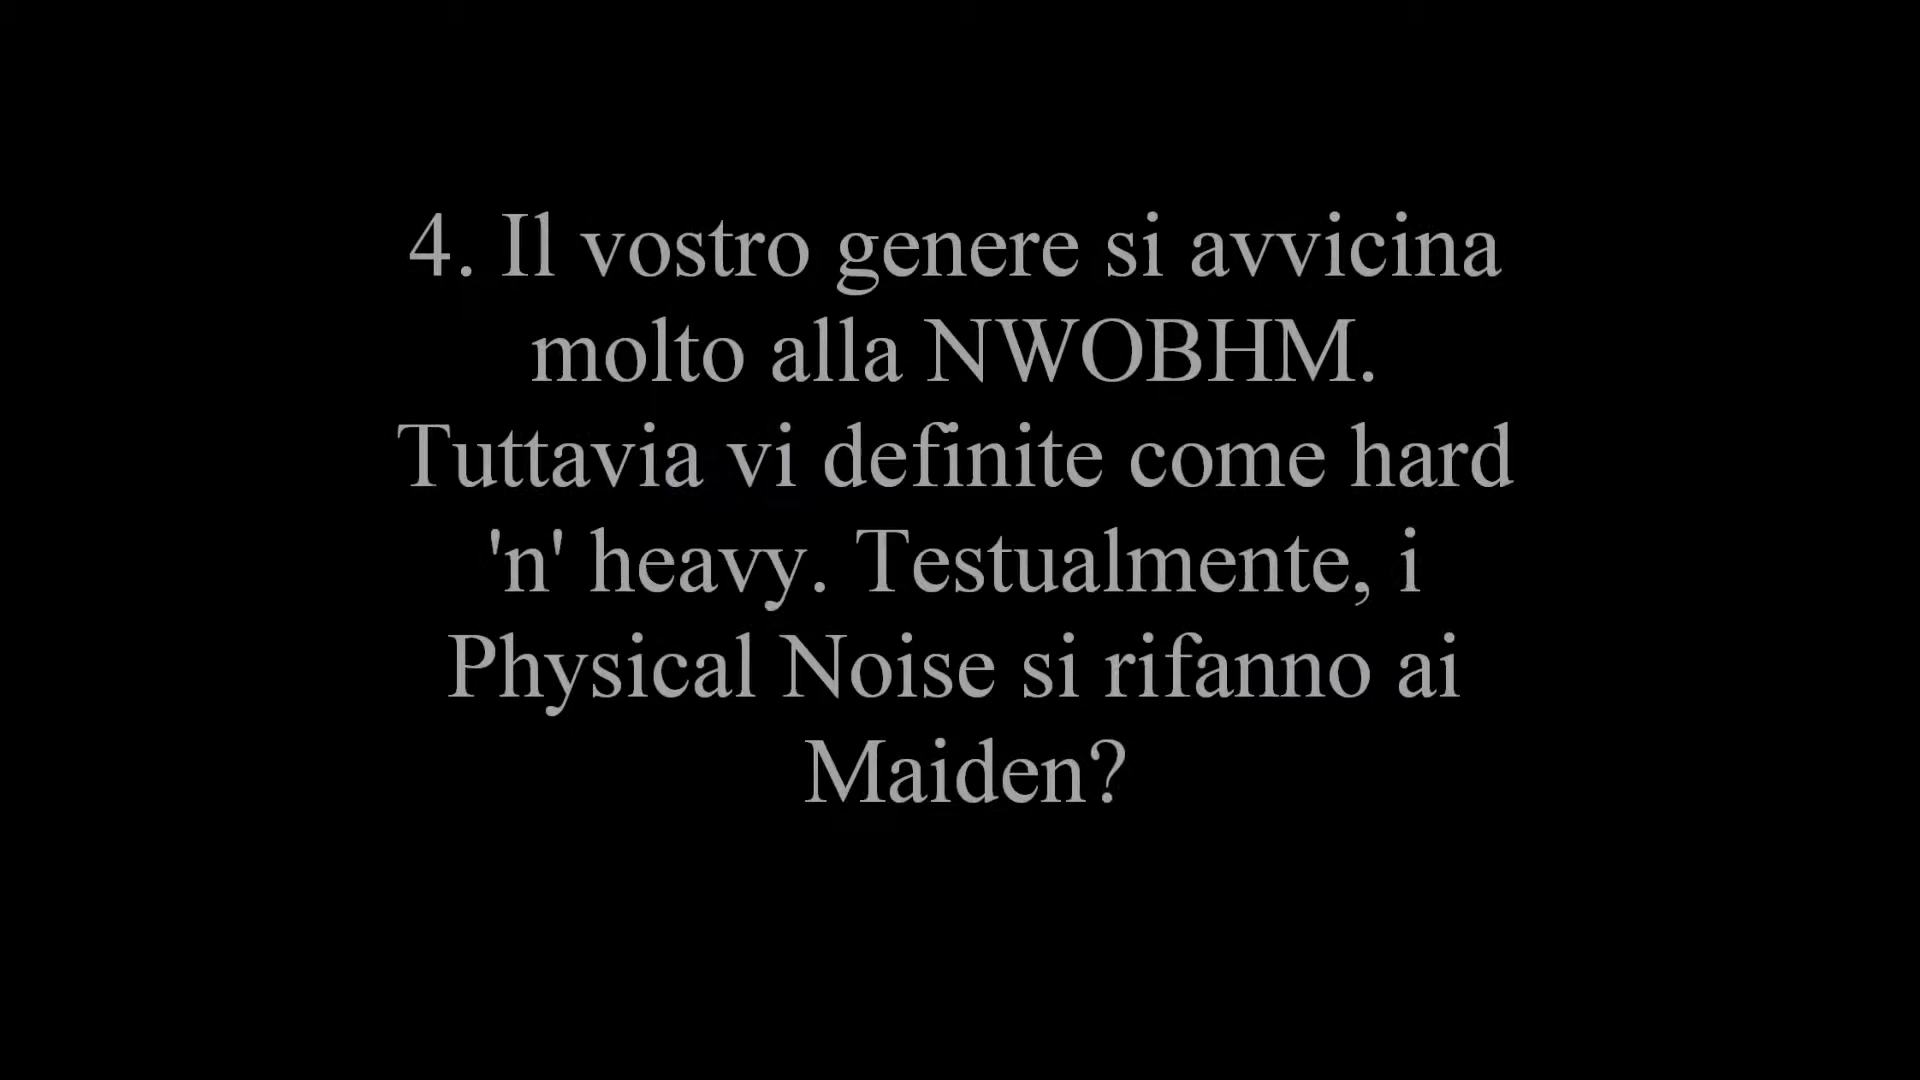 4. Il vostro genere si avvicina
molto alla NWOBHM.
Tuttavia vi definite come hard
'n' heavy. Testualmente, i
Physical Noise si rifanno ai
Maiden?